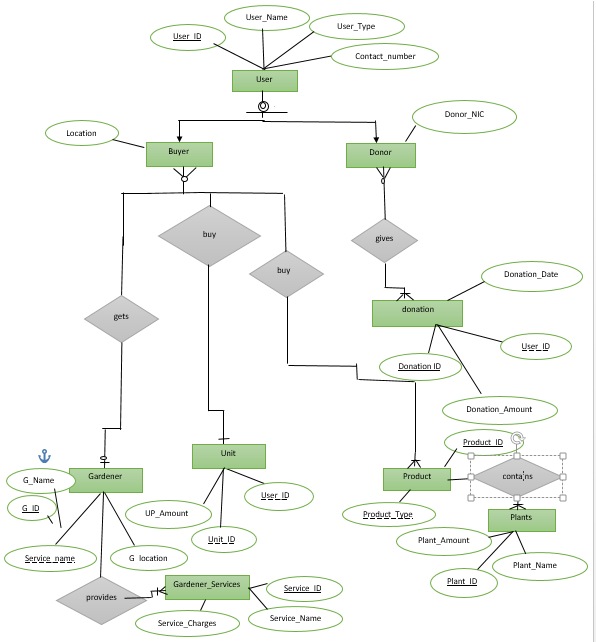 User_Name
User_ID
User_Type
Contact_number
User
Location
Donor_NIC
Buyer
Donor
buy
gives
buy
Donation_Date
gets
donation
User_ID
Donation ID
Donation_Amount
Product_ID
Unit
G_Name
Gardener
Product
contains
User_ID
G_ID
UP_Amount
Product_Type
Plants
Unit_ID
Plant_Amount
Service_name
G_location
Plant_Name
Gardener_Services
Plant_ID
Service_ID
provides
Service_Charges
Service_Name